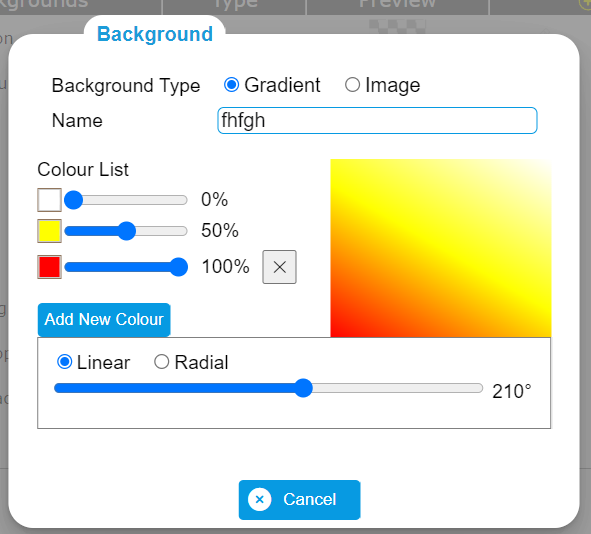 Type
Preview
Background
Background Type Gradient Image
Name fhfgh
Colour List
0%
50%
100%
Add New Colour
Linear Radial
210°
Cancel